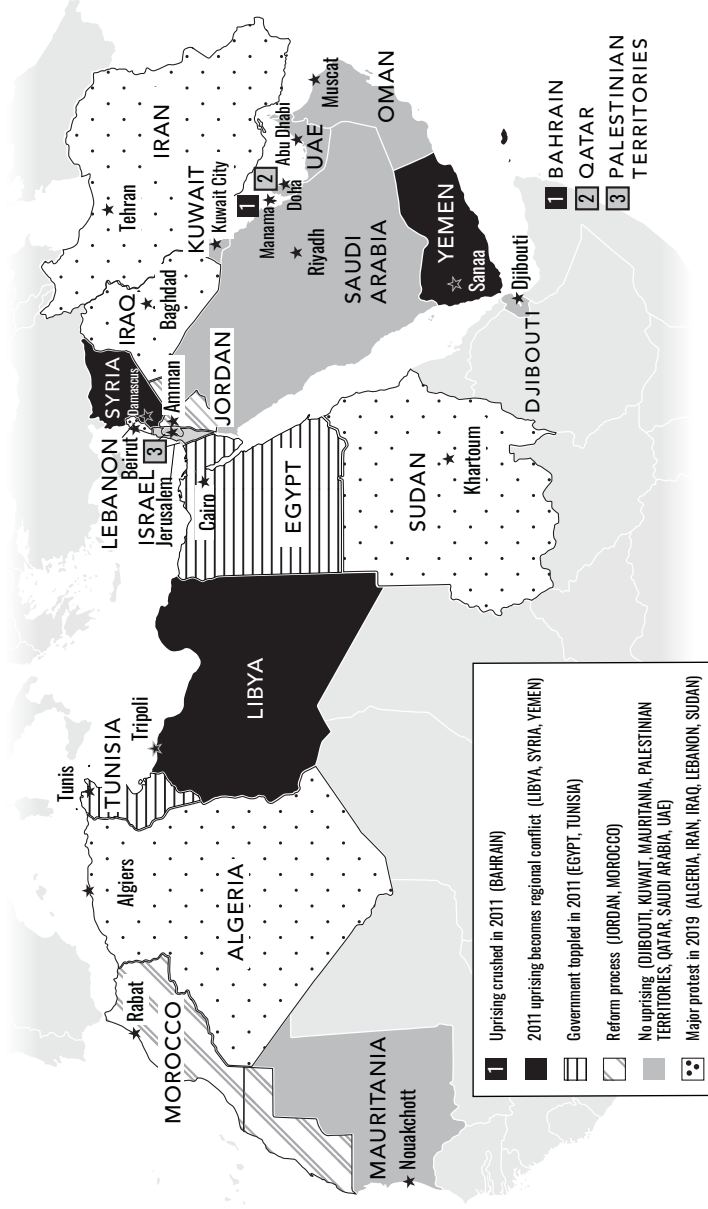 Tunis
TUNISIA
Tripoli
Algiers
Rabat
MOROCCO
ALGERIA
LIBYA
MAURITANIA
Nouakchott
LEBANON
Beirut
SYRIA
Damascus
ISRAEL
3
Jerusalem
Amman
JORDAN
Cairo
EGYPT
SUDAN
Khartoum
IRAQ
Baghdad
IRAN
Tehran
KUWAIT
Kuwait City
1
2
Manama
Doha
Abu Dhabi
UAE
Muscat
OMAN
Riyadh
SAUDI
ARABIA
YEMEN
Sanaa
Djibouti
DJIBOUTI
1 BAHRAIN
2 QATAR
3 PALESTINIAN
TERRITORIES
1 Uprising crushed in 2011 (BAHRAIN)
2011 uprising becomes regional conflict (LIBYA, SYRIA, YEMEN)
Government toppled in 2011 (EGYPT, TUNISIA)
Reform process (JORDAN, MOROCCO)
No uprising (DJIBOUTI, KUWAIT, MAURITANIA, PALESTINIAN
TERRITORIES, QATAR, SAUDI ARABIA, UAE)
Major protest in 2019 (ALGERIA, IRAN, IRAQ, LEBANON, SUDAN)